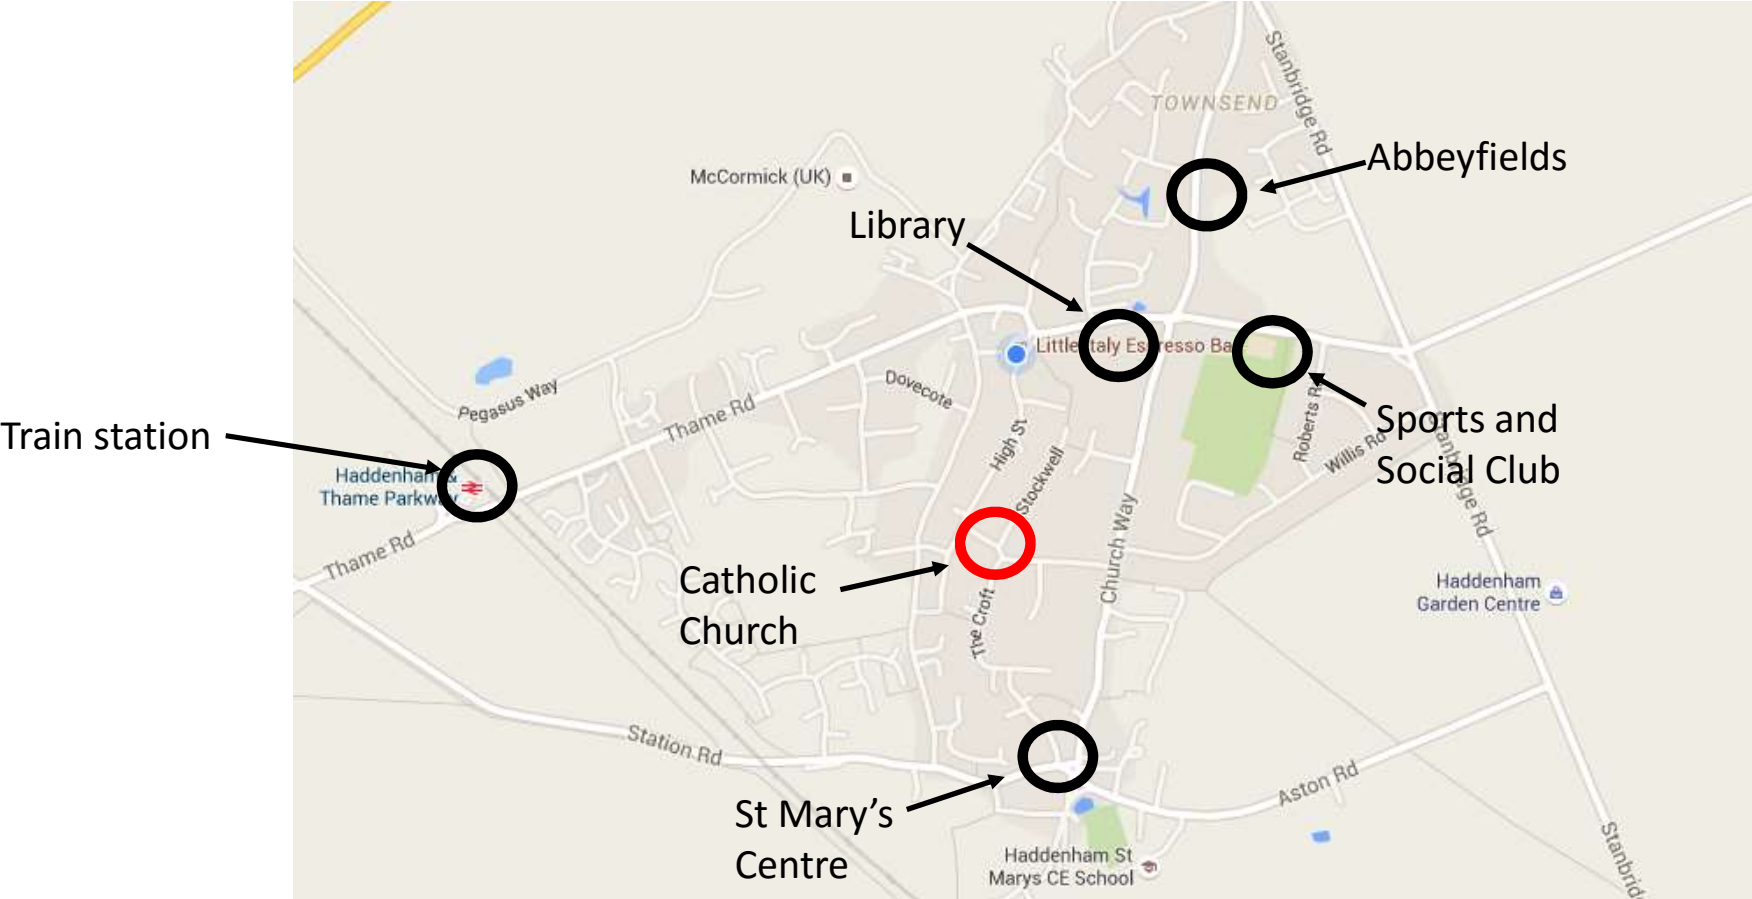 Stanbridge Rd
TOWNSEND
Abbeyfields
McCormick (UK)
Library
Little Italy Espresso Ba
Pegasus Way
Dovecote
Thame Rd
Train station
Haddenham &
Thame Parkway
High St
Stockwell
Roberts Rd
Willis Rd
Sports and
Social Club
Stanbridge Rd
Thame Rd
Church Way
Catholic
Church
The Croft
Haddenham
Garden Centre
Station Rd
Aston Rd
St Mary’s
Centre
Haddenham St
Marys CE School
Stanbrid